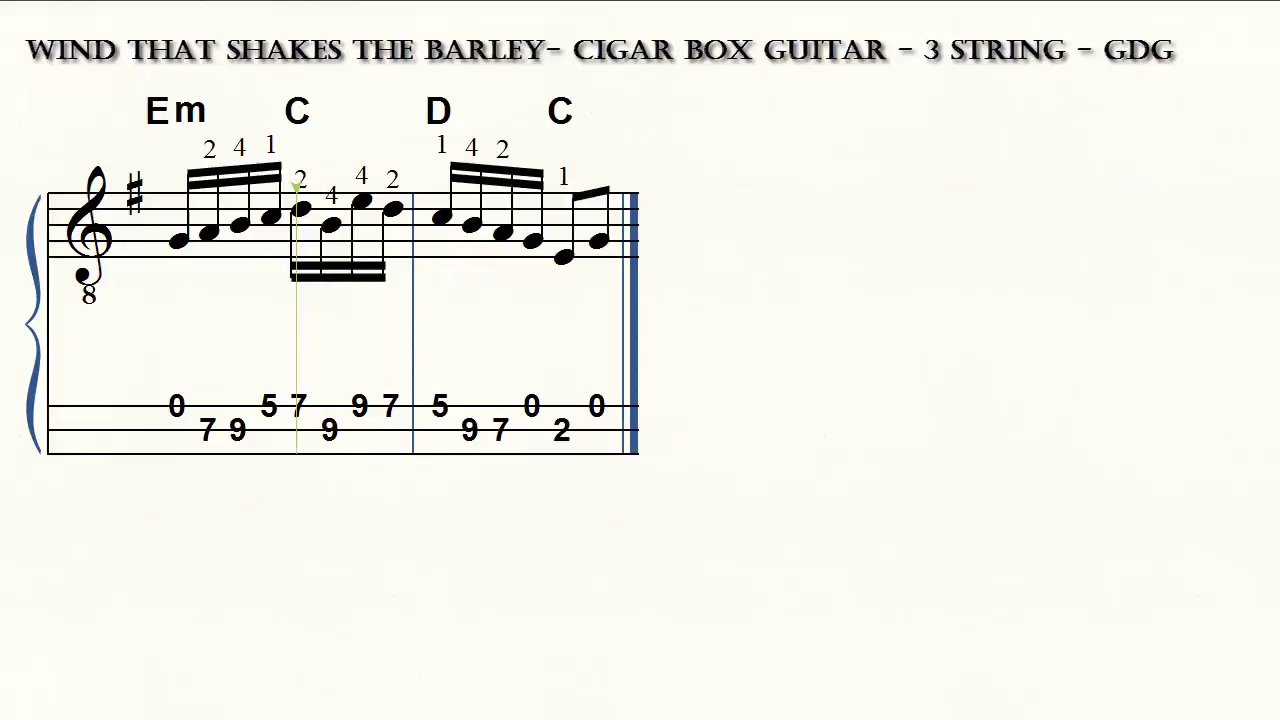 WIND THAT SHAKES THE BARLEY- CIGAR BOX GUITAR - 3 STRING - GDG
Em C D C
2 4 1 2 4 4 2 1 4 2 1
8
0 7 9 5 7 9 9 7 5 9 7 0 2 0